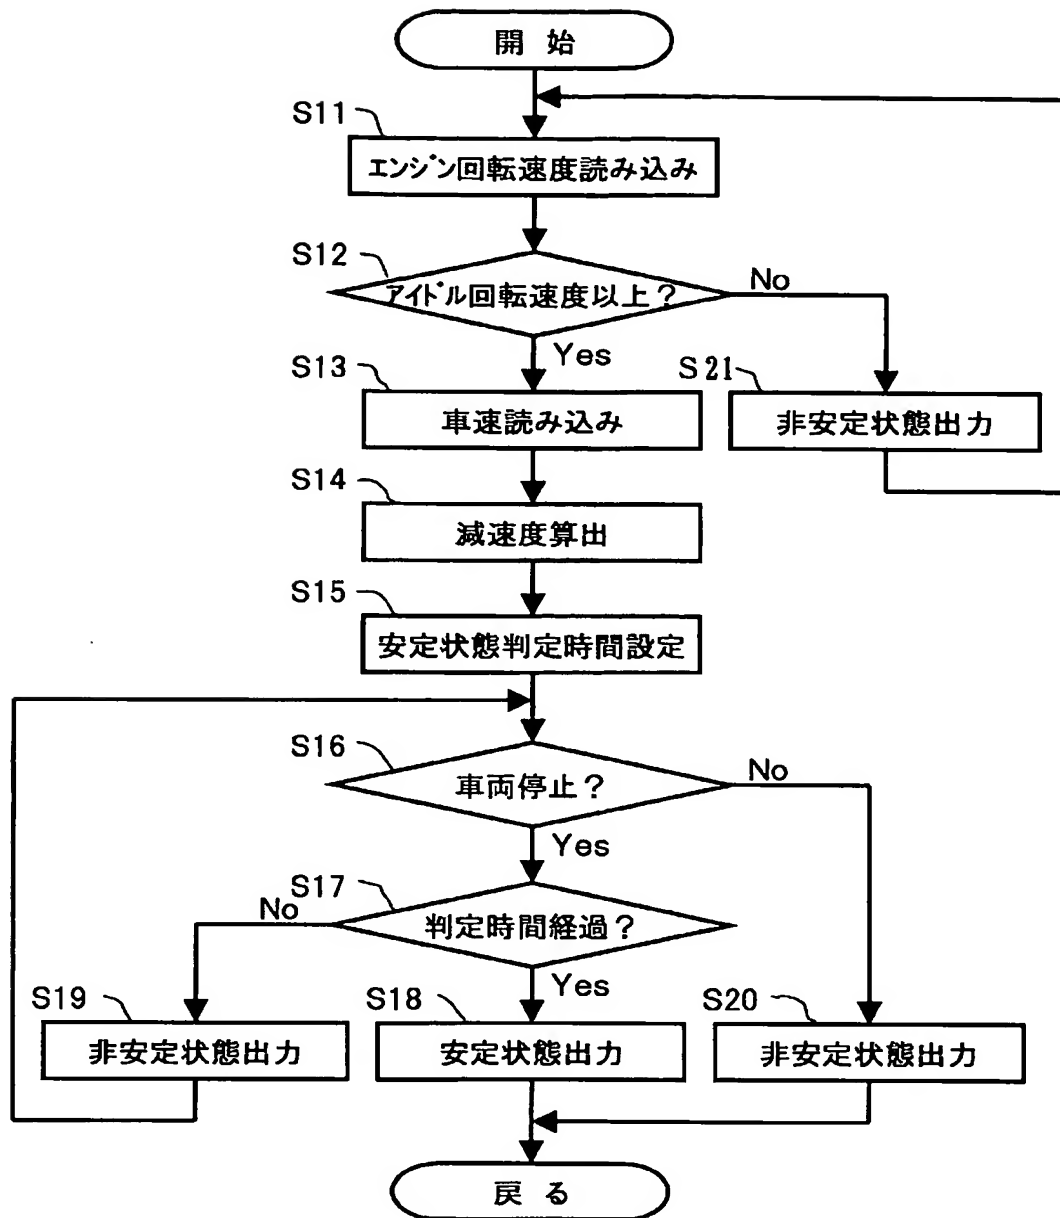 開始
S11
エンジン回転速度読み込み
S12
アイドル回転速度以上？
No
Yes
S13
車速読み込み
S21
非安定状態出力
S14
減速度算出
S15
安定状態判定時間設定
S16
車両停止？
No
Yes
S17
判定時間経過？
No
Yes
S19
非安定状態出力
S18
安定状態出力
S20
非安定状態出力
戻る